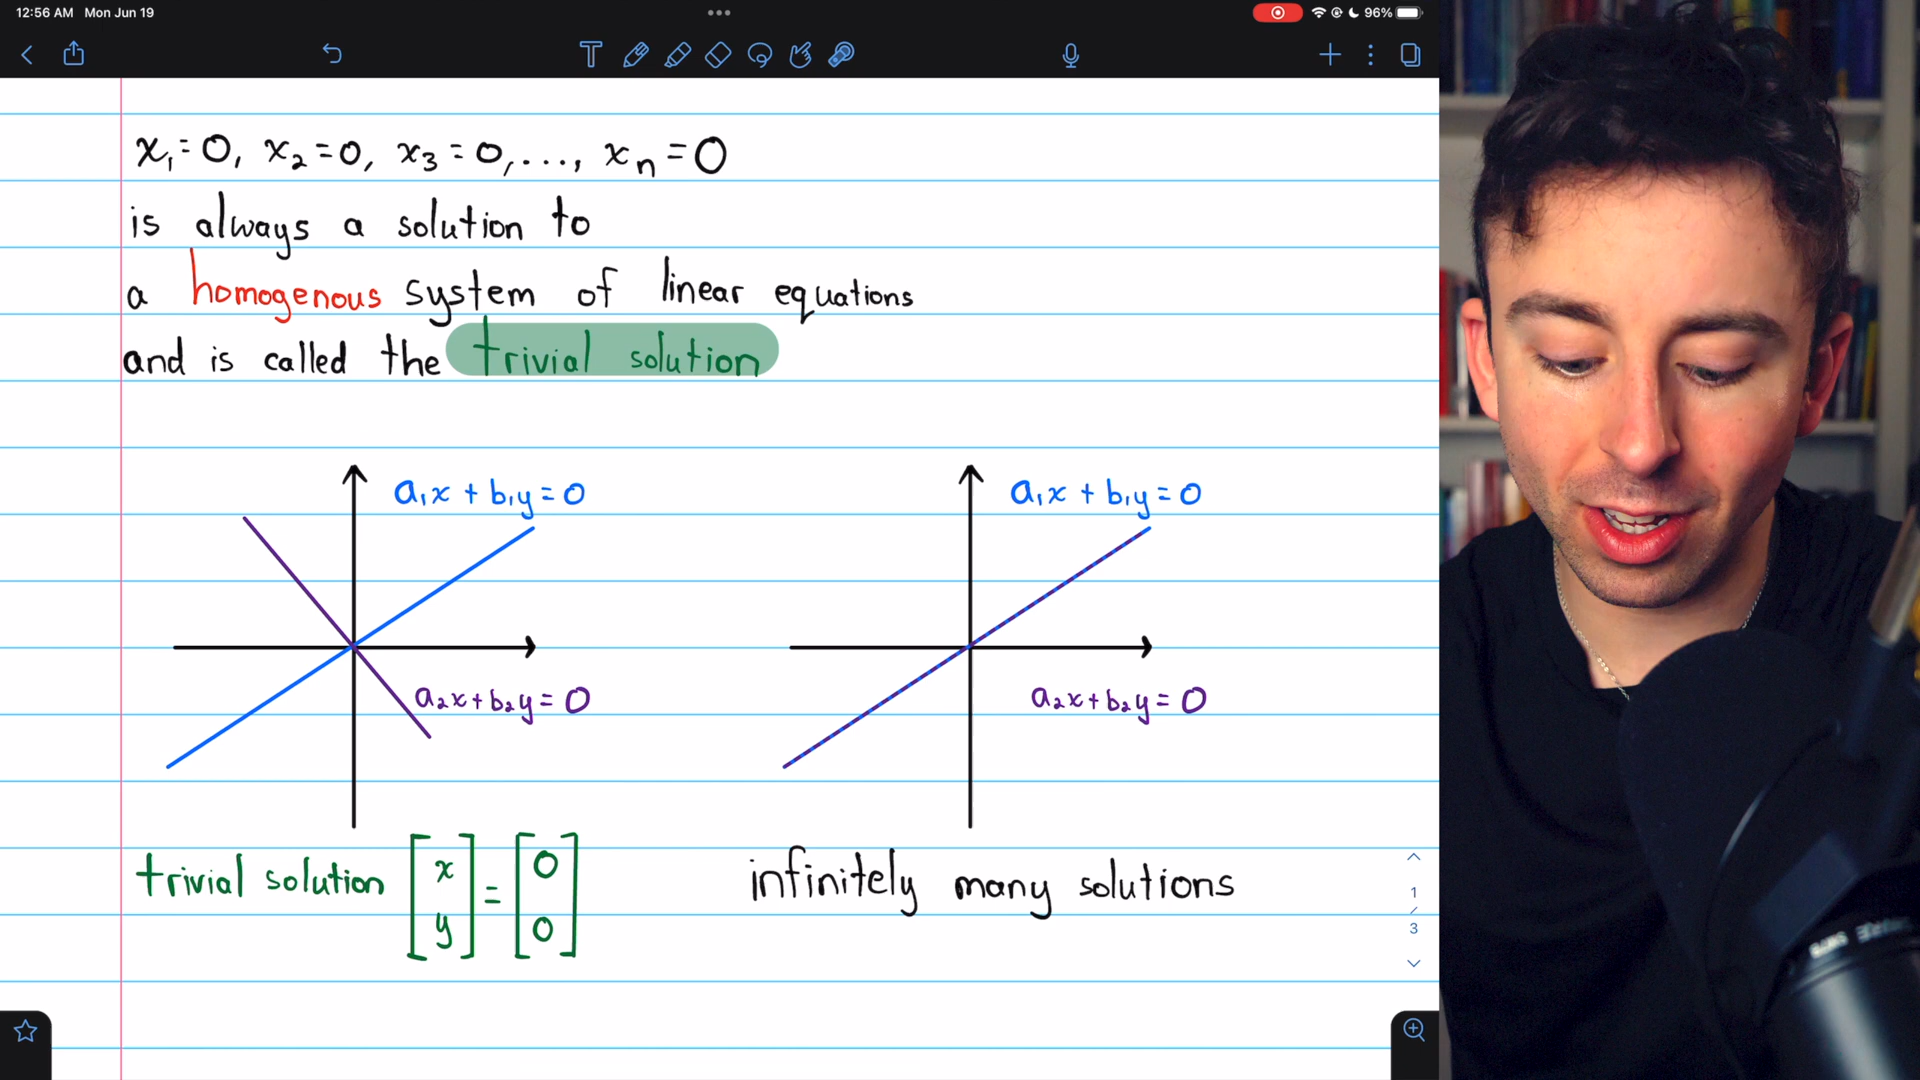 12:56 AM Mon Jun 19
96%
x₁=0, x₂=0, x₃=0,..., xₙ=0
is always a solution to
a homogenous system of linear equations
and is called the trivial solution
a₁x + b₁y = 0
a₂x + b₂y = 0
trivial solution [x y] = [0 0]
a₁x + b₁y = 0
a₂x + b₂y = 0
infinitely many solutions
1
/
3